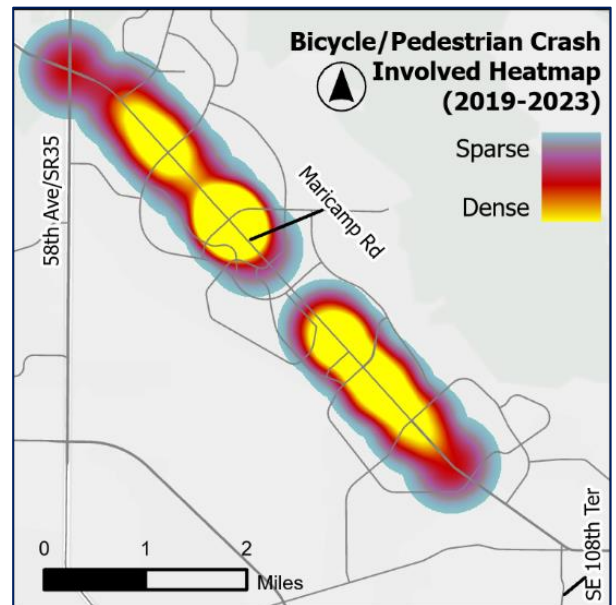 Bicycle/Pedestrian Crash
Involved Heatmap
(2019-2023)
Sparse
Dense
58th Ave/SR35
Maricamp Rd
0 1 2
Miles
SE 108th Ter